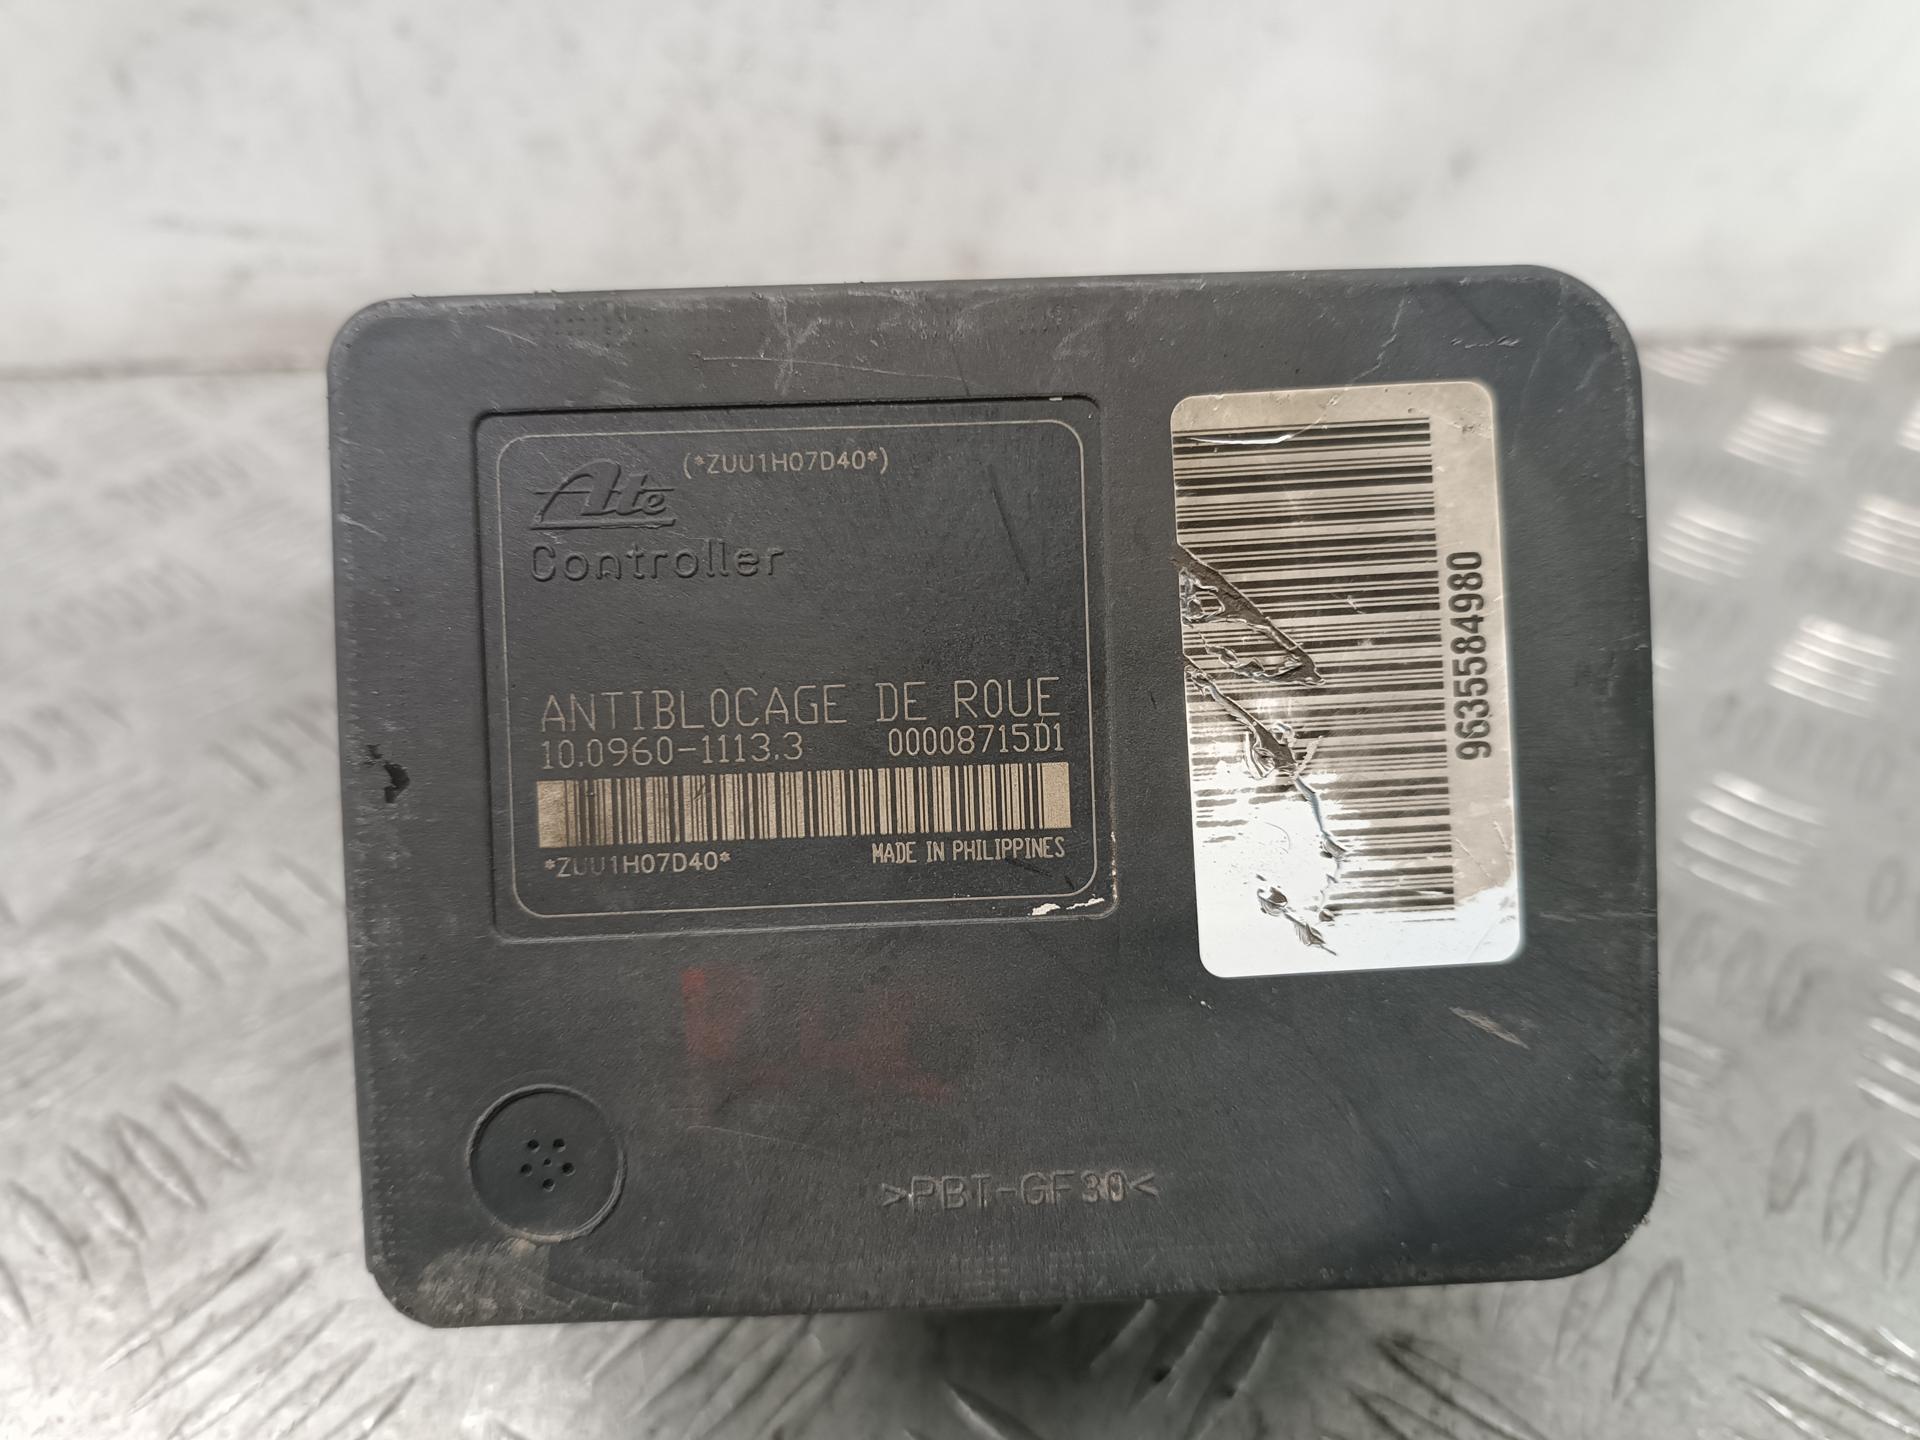 (*ZUU1H07D40*)
Ate
Controller
ANTIBLOCAGE DE ROUE
10.0960-1113.3 00008715D1
*ZUU1H07D40*
MADE IN PHILIPPINES
9635584980
>PBT-GF30<